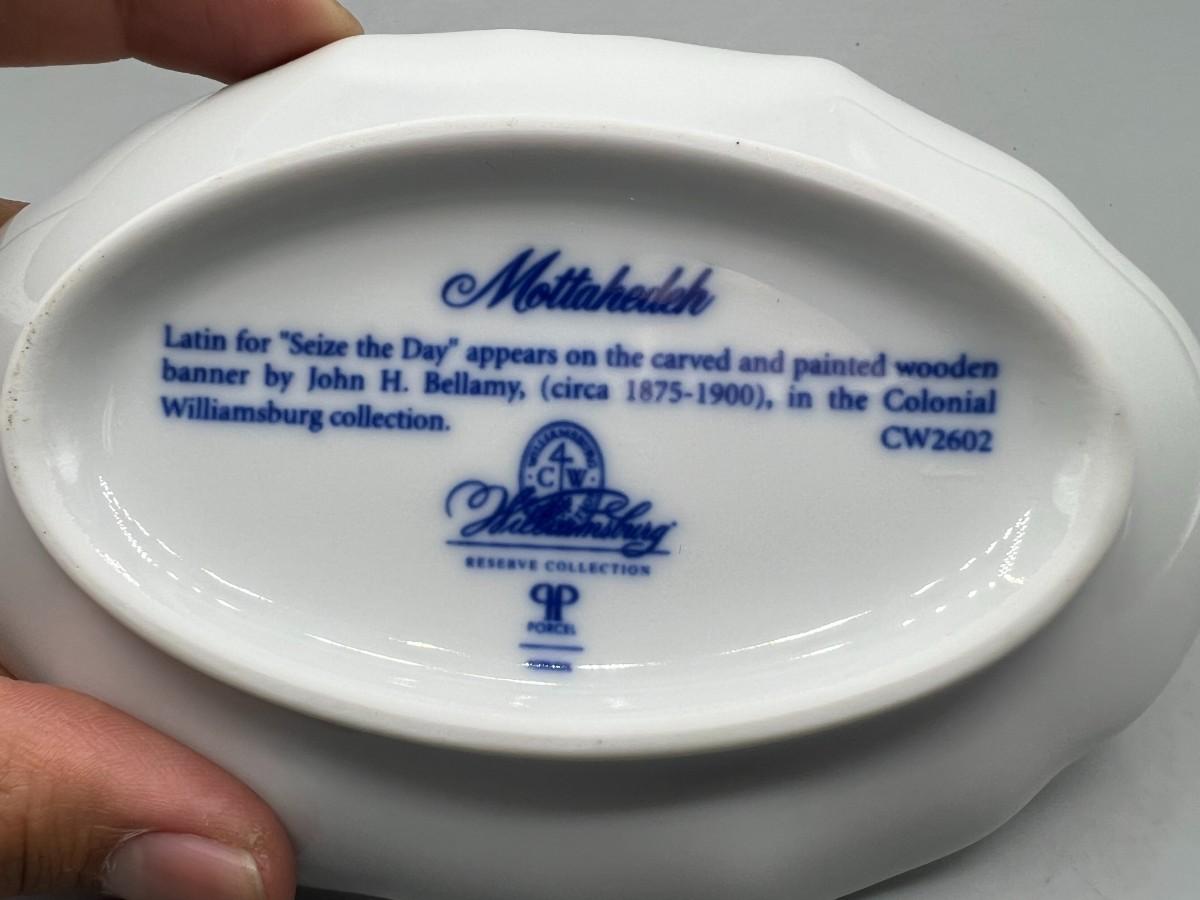 Mottahedeh
Latin for "Seize the Day" appears on the carved and painted wooden
banner by John H. Bellamy, (circa 1875-1900), in the Colonial
Williamsburg collection.
CW2602
WILLIAMSBURG
C W
Williamsburg
RESERVE COLLECTION
PORCEL